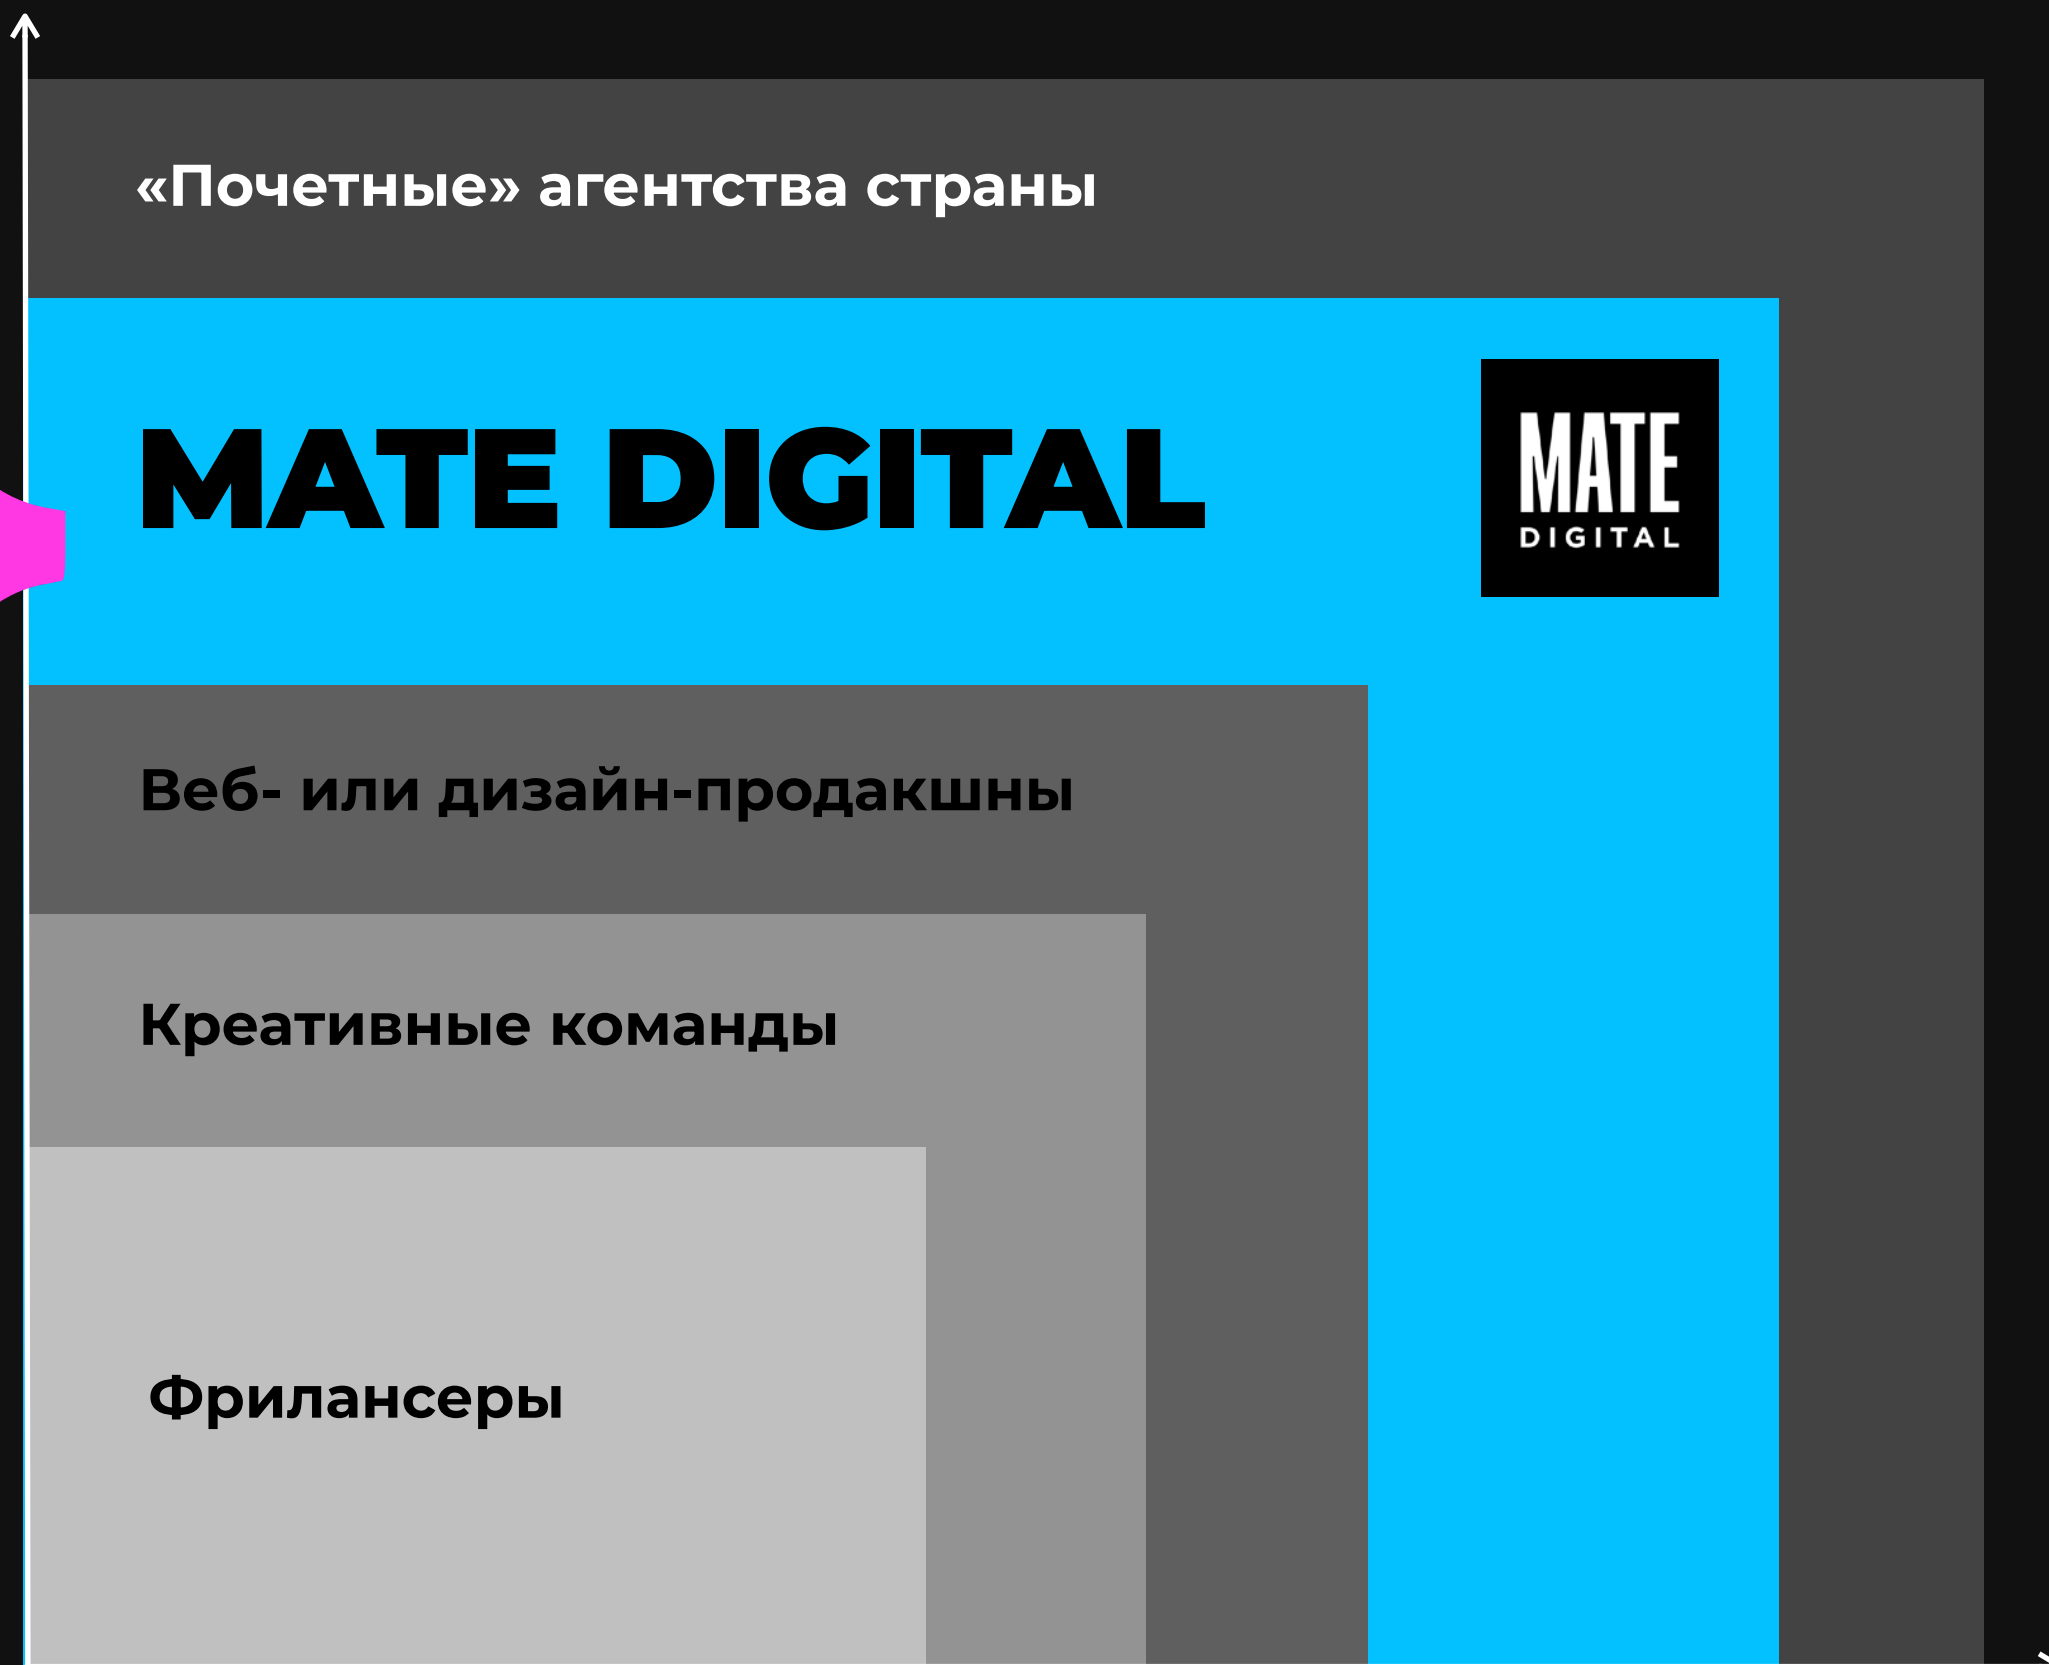 «Почетные» агентства страны
MATE DIGITAL
MATE
DIGITAL
Веб- или дизайн-продакшны
Креативные команды
Фрилансеры